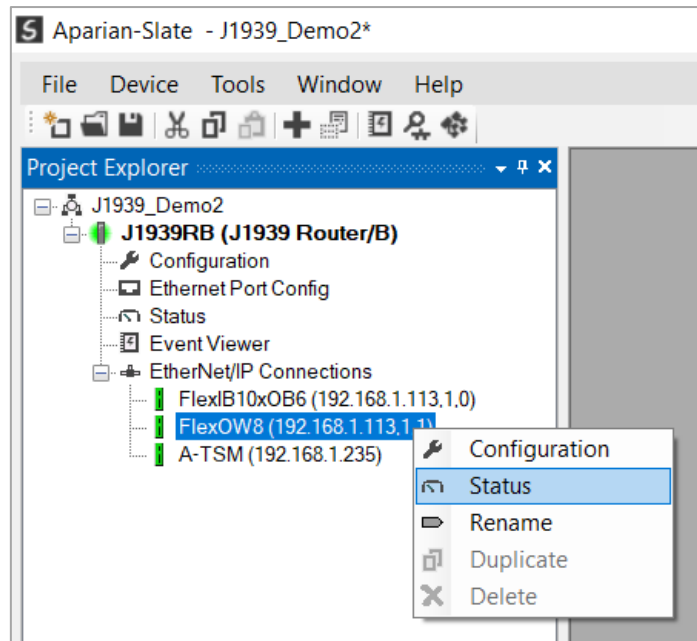 S Aparian-Slate - J1939_Demo2*
File Device Tools Window Help
Project Explorer
J1939_Demo2
J1939RB (J1939 Router/B)
Configuration
Ethernet Port Config
Status
Event Viewer
EtherNet/IP Connections
FlexIB10xOB6 (192.168.1.113,1,0)
FlexOW8 (192.168.1.113,1,1)
A-TSM (192.168.1.235)
Configuration
Status
Rename
Duplicate
Delete